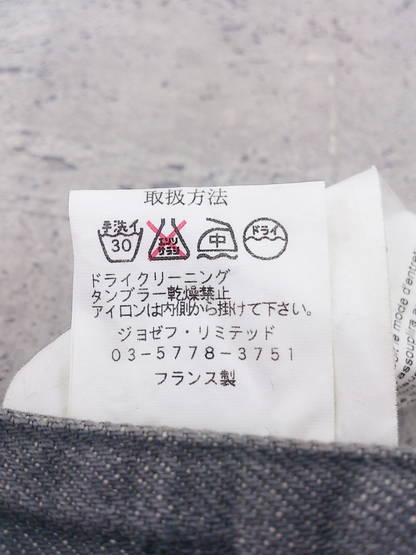 取扱方法
手洗イ
30
エンソ
サラシ
中
ドライ
ドライクリーニング
タンブラー乾燥禁止
アイロンは内側から掛けて下さい。
ジョゼフ・リミテッド
03-5778-3751
フランス製
mode d'entre